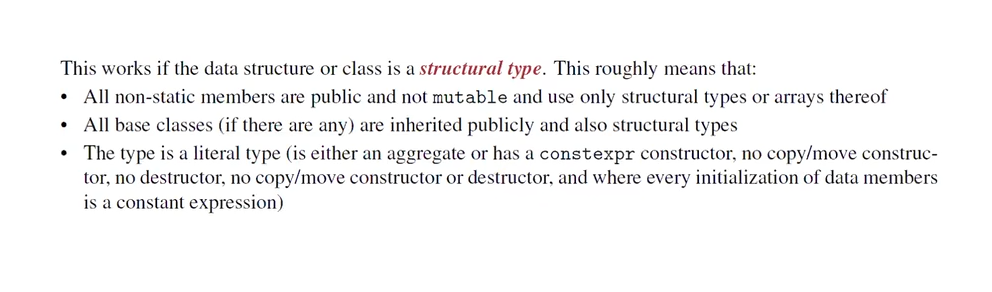 This works if the data structure or class is a structural type. This roughly means that:
• All non-static members are public and not mutable and use only structural types or arrays thereof
• All base classes (if there are any) are inherited publicly and also structural types
• The type is a literal type (is either an aggregate or has a constexpr constructor, no copy/move construc-
tor, no destructor, no copy/move constructor or destructor, and where every initialization of data members
is a constant expression)